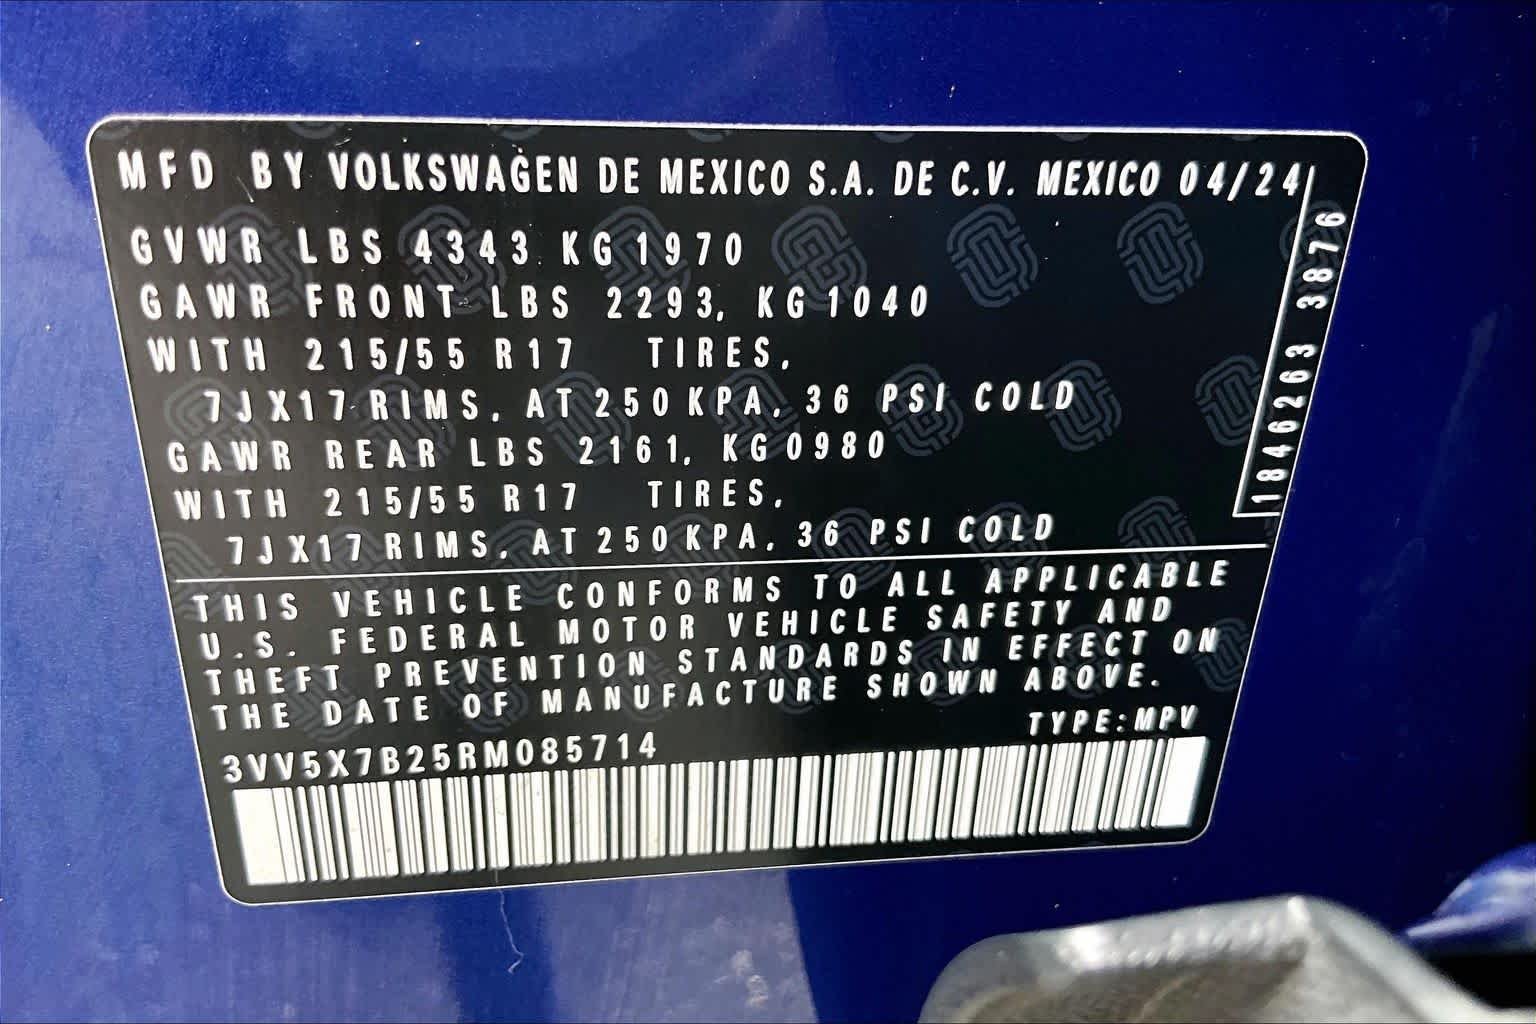 MFD BY VOLKSWAGEN DE MEXICO S.A. DE C.V. MEXICO 04/24
GVWR LBS 4343 KG 1970
GAWR FRONT LBS 2293, KG 1040
WITH 215/55 R17 TIRES,
7JX17 RIMS, AT 250 KPA, 36 PSI COLD
GAWR REAR LBS 2161, KG 0980
WITH 215/55 R17 TIRES,
7JX17 RIMS, AT 250 KPA, 36 PSI COLD
1846263 3876
THIS VEHICLE CONFORMS TO ALL APPLICABLE
U.S. FEDERAL MOTOR VEHICLE SAFETY AND
THEFT PREVENTION STANDARDS IN EFFECT ON
THE DATE OF MANUFACTURE SHOWN ABOVE.
TYPE:MPV
3VV5X7B25RM085714